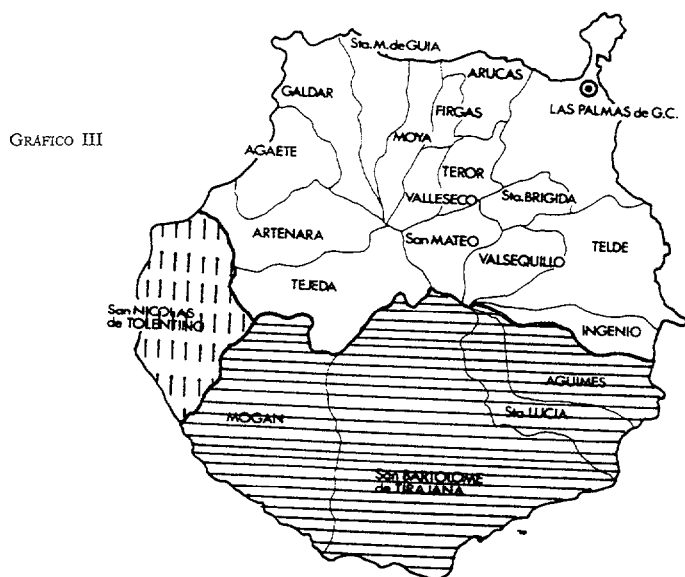 GRÁFICO III
Sta. M. de GUIA
ARUCAS
GALDAR
FIRGAS
LAS PALMAS de G.C.
MOYA
AGAETE
TEROR
VALLESECO
Sta. BRIGIDA
ARTENARA
San MATEO
TELDE
VALSEQUILLO
TEJEDA
San NICOLAS
de TOLENTINO
INGENIO
AGUIMES
Sta. LUCIA
MOGAN
San BARTOLOME
de TIRAJANA